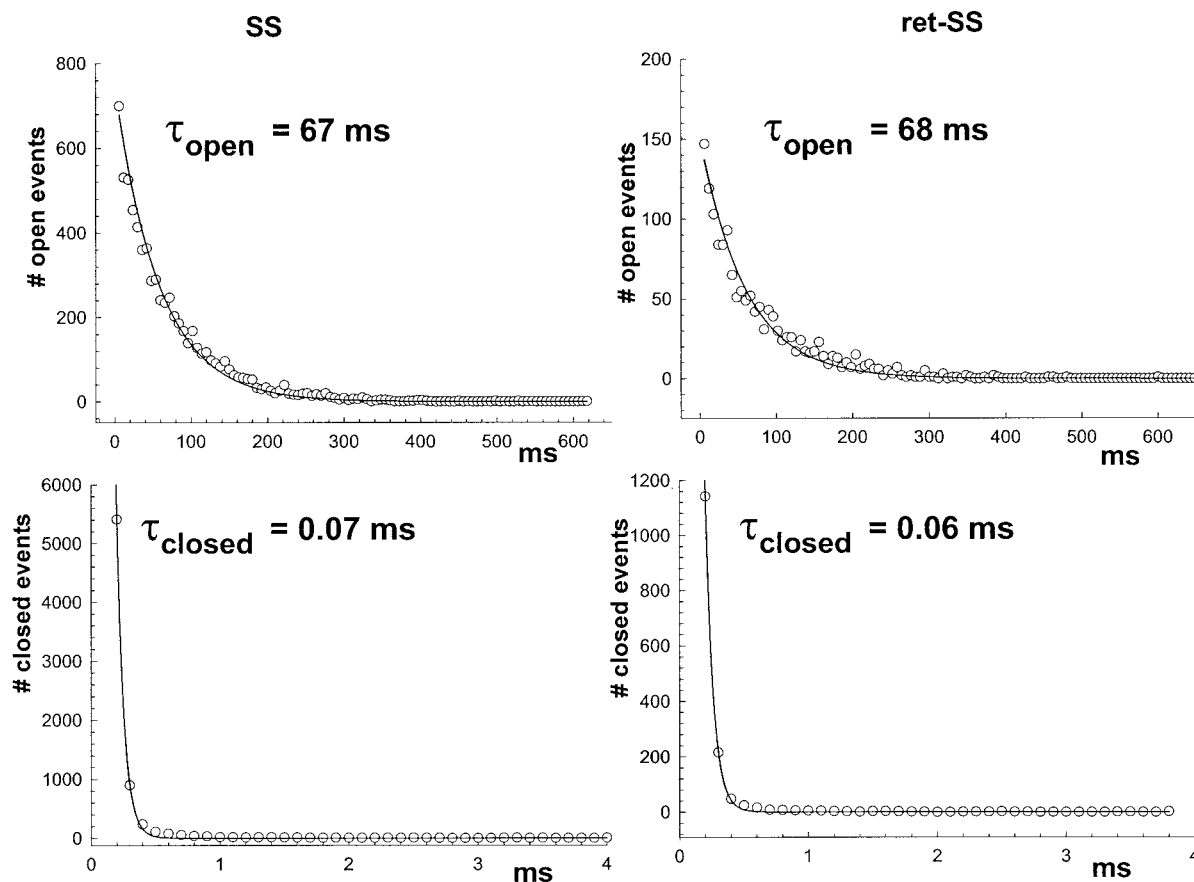 SS
ret-SS
# open events
800
600
400
200
0
τopen = 67 ms
0 100 200 300 400 500 600
ms
# open events
200
150
100
50
0
τopen = 68 ms
0 100 200 300 400 500 600
ms
# closed events
6000
5000
4000
3000
2000
1000
0
τclosed = 0.07 ms
0 1 2 3 4
ms
# closed events
1200
1000
800
600
400
200
0
τclosed = 0.06 ms
0 1 2 3 4
ms